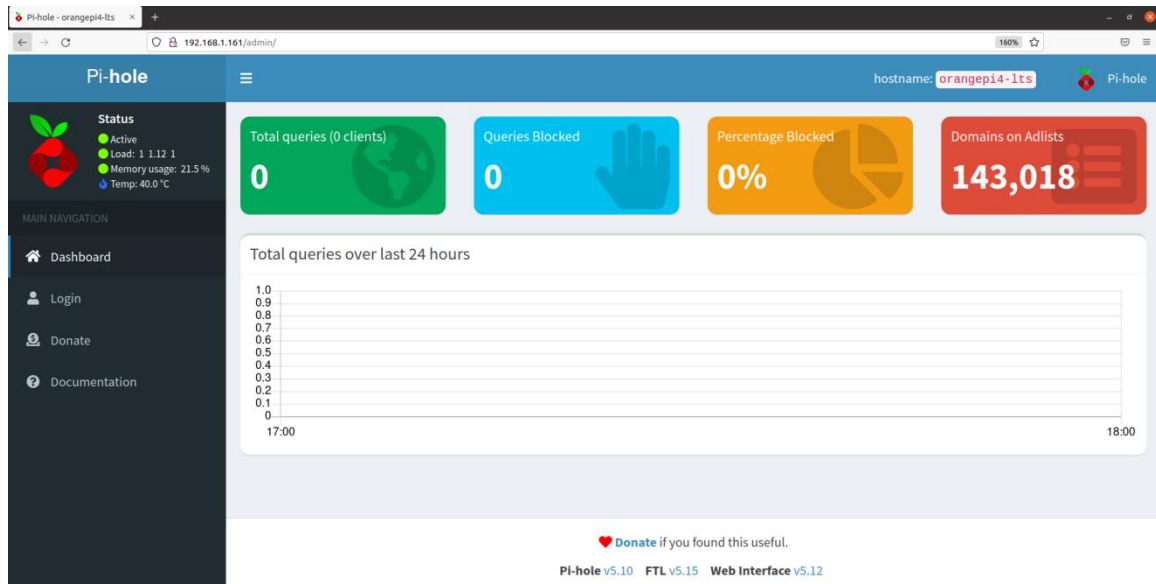 Pi-hole - orangepi4-lts
192.168.1.161/admin/
160%
Pi-hole
hostname: orangepi4-lts
Pi-hole
Status
Active
Load: 1 1.12 1
Memory usage: 21.5 %
Temp: 40.0 °C
MAIN NAVIGATION
Dashboard
Login
Donate
Documentation
Total queries (0 clients)
0
Queries Blocked
0
Percentage Blocked
0%
Domains on Adlists
143,018
Total queries over last 24 hours
1.0
0.9
0.8
0.7
0.6
0.5
0.4
0.3
0.2
0.1
0
17:00 18:00
Donate if you found this useful.
Pi-hole v5.10 FTL v5.15 Web Interface v5.12